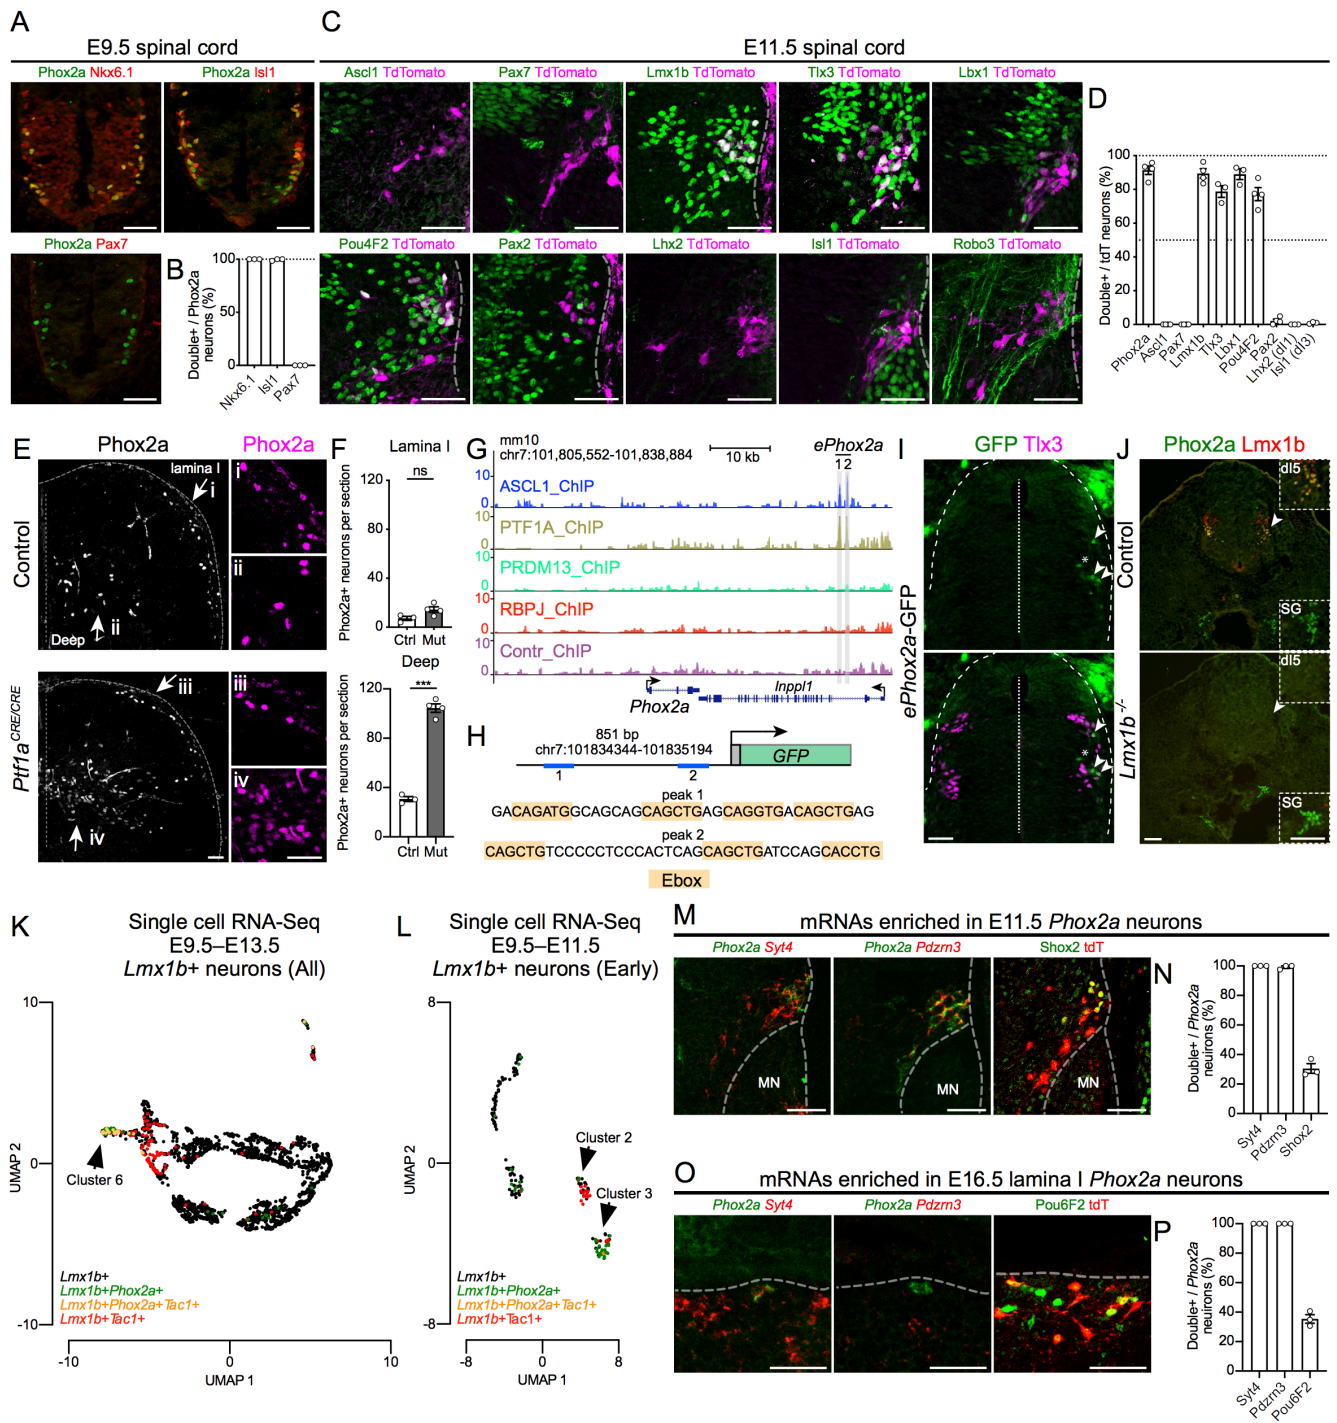 A
E9.5 spinal cord
Phox2a Nkx6.1
Phox2a Isl1
Phox2a Pax7
B
Double+ / Phox2a
neurons (%)
100
50
0
Nkx6.1
Isl1
Pax7
C
E11.5 spinal cord
Ascl1 TdTomato
Pax7 TdTomato
Lmx1b TdTomato
Tlx3 TdTomato
Lbx1 TdTomato
Pou4F2 TdTomato
Pax2 TdTomato
Lhx2 TdTomato
Isl1 TdTomato
Robo3 TdTomato
D
Double+ / tdT neurons (%)
100
80
60
40
20
0
Phox2a
Ascl1
Pax7
Lmx1b
Tlx3
Lbx1
Pou4F2
Pax2
Lhx2 (dI1)
Isl1 (dI3)
E
Phox2a
Phox2a
Control
lamina I
i
Deep
ii
i
ii
Ptf1a CRE/CRE
iii
iv
iii
iv
F
Lamina I
Phox2a+ neurons per section
120
80
40
0
ns
Ctrl
Mut
Deep
Phox2a+ neurons per section
120
80
40
0
***
Ctrl
Mut
G
mm10
chr7:101,805,552-101,838,884
10 kb
ePhox2a
1 2
10
ASCL1_ChIP
0
10
PTF1A_ChIP
0
10
PRDM13_ChIP
0
10
RBPJ_ChIP
0
10
Contr_ChIP
0
Phox2a
Inppl1
H
851 bp
chr7:101834344-101835194
GFP
1
2
peak 1
GACAGATGGCAGCAGCAGCTGAGCAGGTGACAGCTGAG
peak 2
CAGCTGTCCCCCTCCCACTCAGCAGCTGATCCAGCACCTG
Ebox
I
GFP Tlx3
ePhox2a-GFP
*
*
J
Phox2a Lmx1b
Control
dI5
SG
Lmx1b-/-
dI5
SG
K
Single cell RNA-Seq
E9.5–E13.5
Lmx1b+ neurons (All)
UMAP 2
10
0
-10
Cluster 6
Lmx1b+
Lmx1b+Phox2a+
Lmx1b+Phox2a+Tac1+
Lmx1b+Tac1+
-10
0
10
UMAP 1
L
Single cell RNA-Seq
E9.5–E11.5
Lmx1b+ neurons (Early)
UMAP 2
8
0
-8
Cluster 2
Cluster 3
Lmx1b+
Lmx1b+Phox2a+
Lmx1b+Phox2a+Tac1+
Lmx1b+Tac1+
-8
0
8
UMAP 1
M
mRNAs enriched in E11.5 Phox2a neurons
Phox2a Syt4
Phox2a Pdzrn3
Shox2 tdT
MN
MN
MN
N
Double+ / Phox2a
neuirons (%)
100
80
60
40
20
0
Syt4
Pdzrn3
Shox2
O
mRNAs enriched in E16.5 lamina I Phox2a neurons
Phox2a Syt4
Phox2a Pdzrn3
Pou6F2 tdT
P
Double+ / Phox2a
neuirons (%)
100
80
60
40
20
0
Syt4
Pdzrn3
Pou6F2